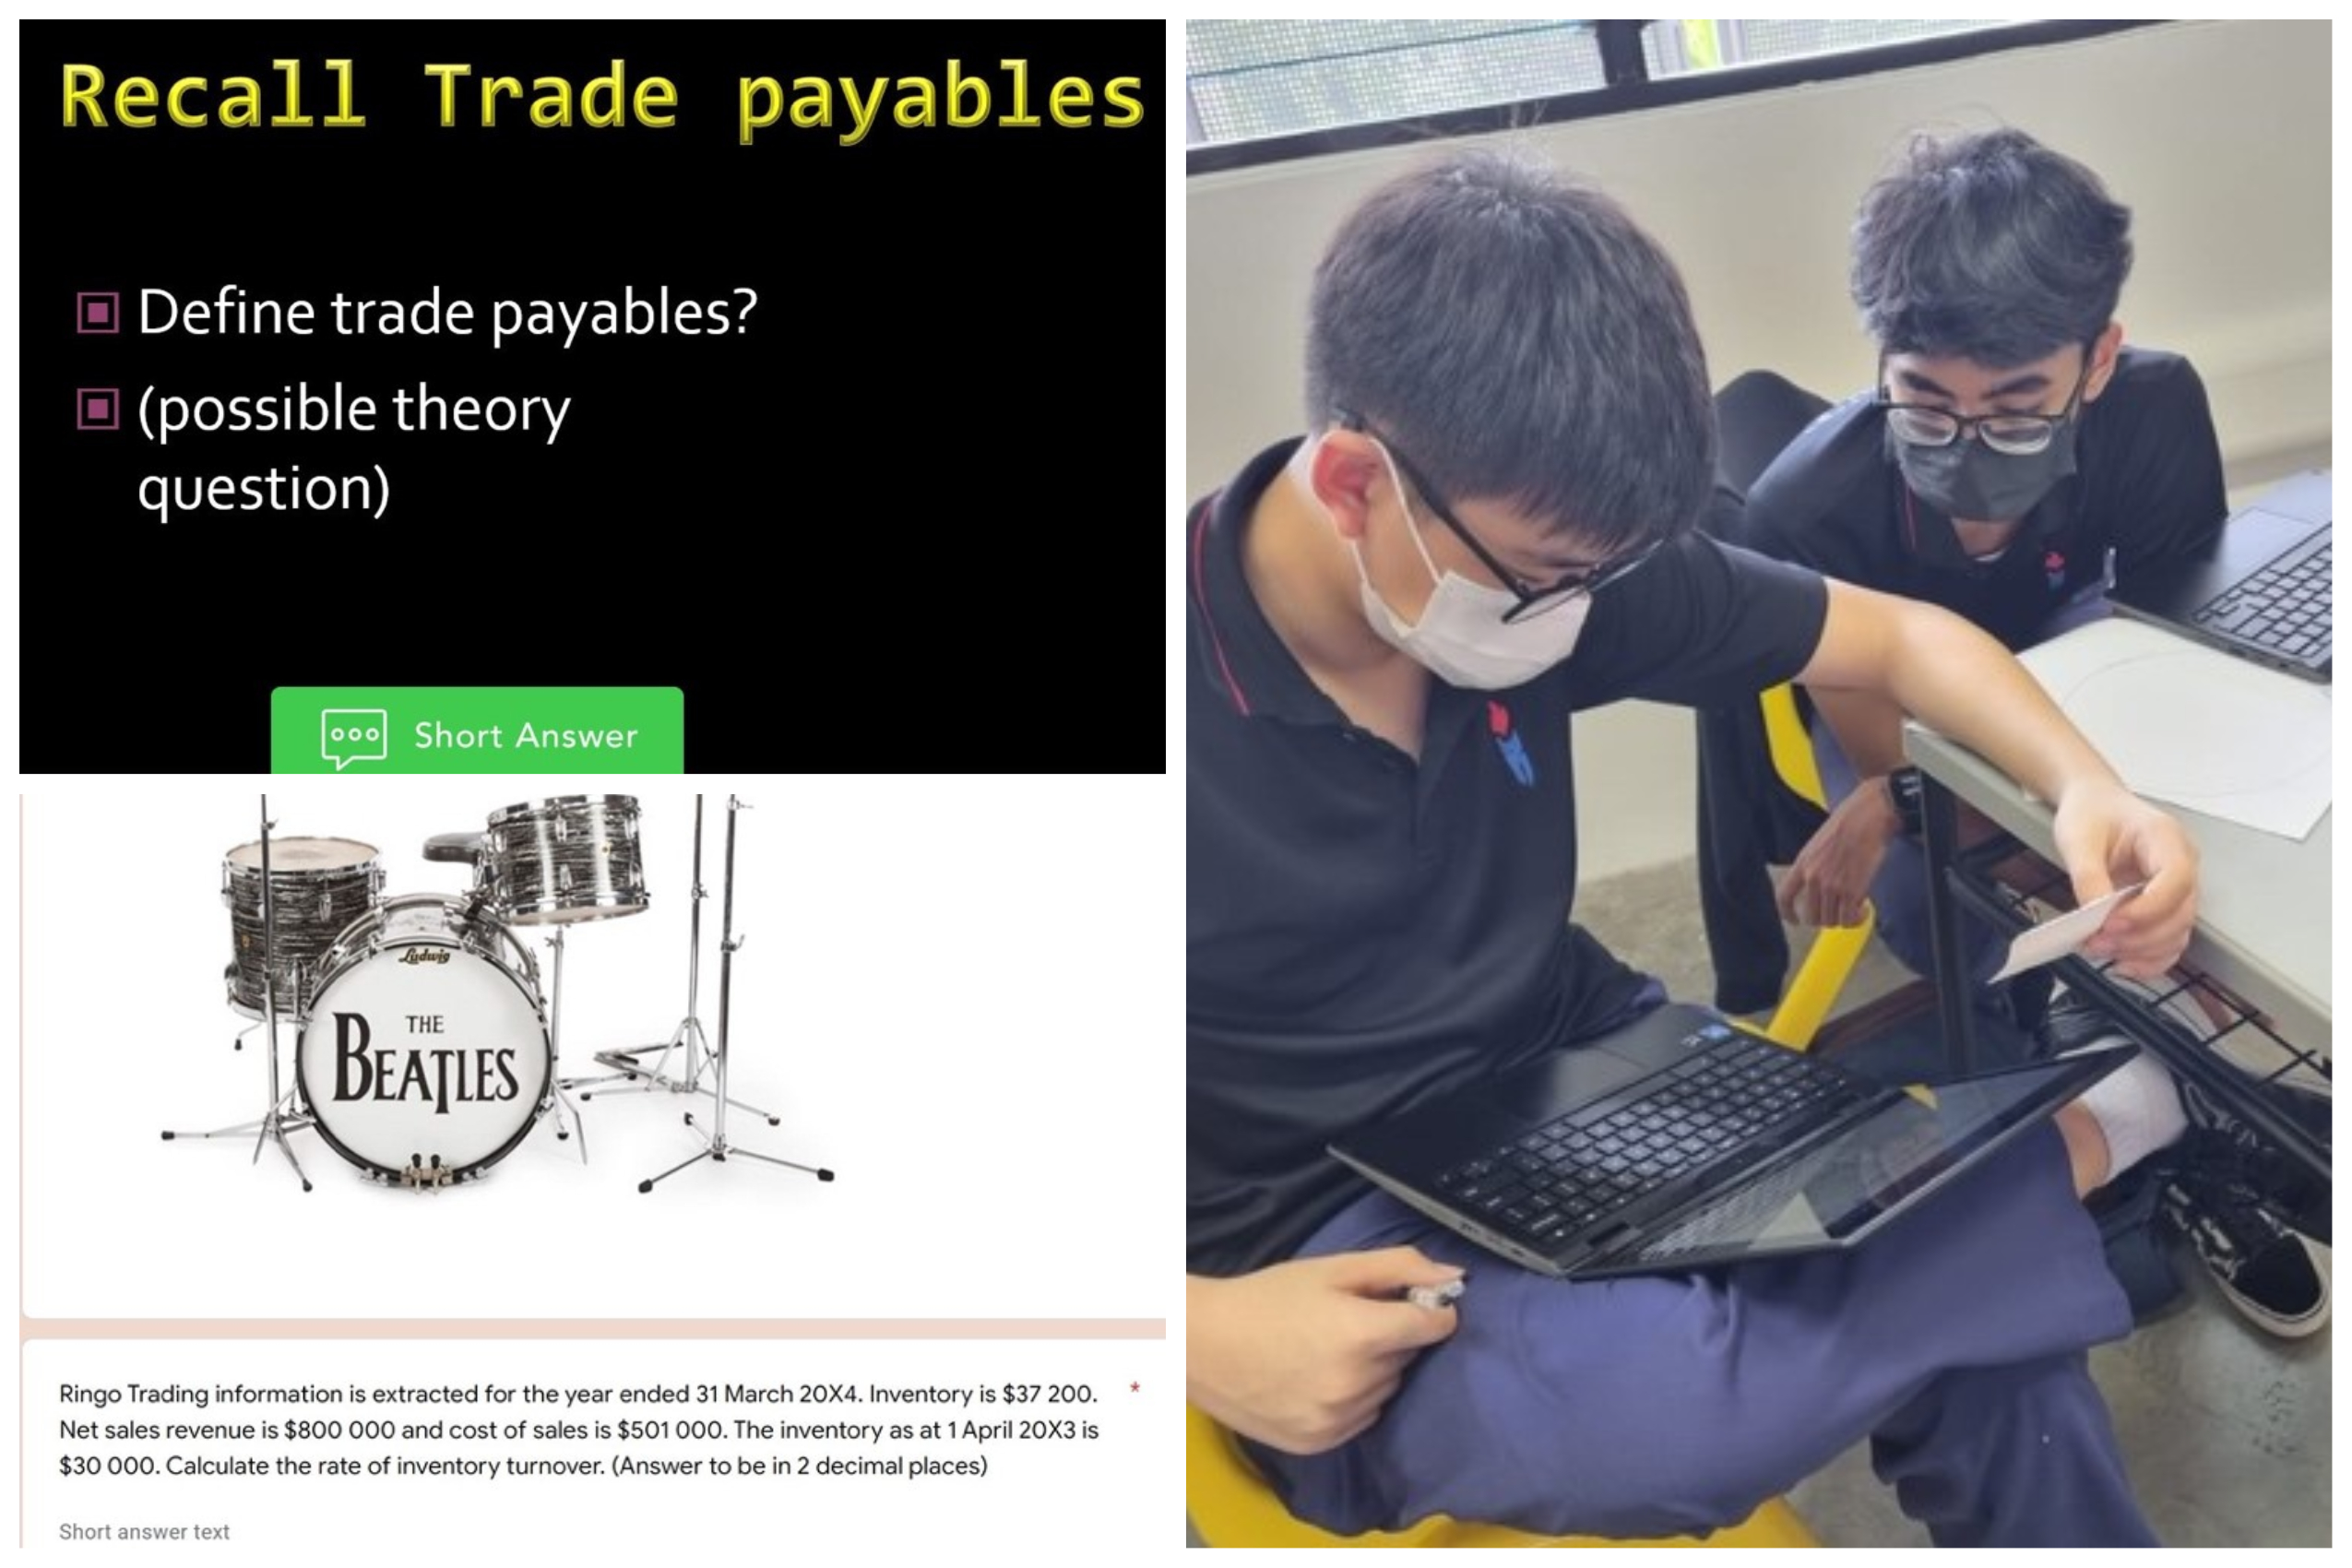 Recall Trade payables
Define trade payables?
(possible theory
question)
Short Answer
Ludwig
THE
BEATLES
Ringo Trading information is extracted for the year ended 31 March 20X4. Inventory is $37 200. *
Net sales revenue is $800 000 and cost of sales is $501 000. The inventory as at 1 April 20X3 is
$30 000. Calculate the rate of inventory turnover. (Answer to be in 2 decimal places)
Short answer text